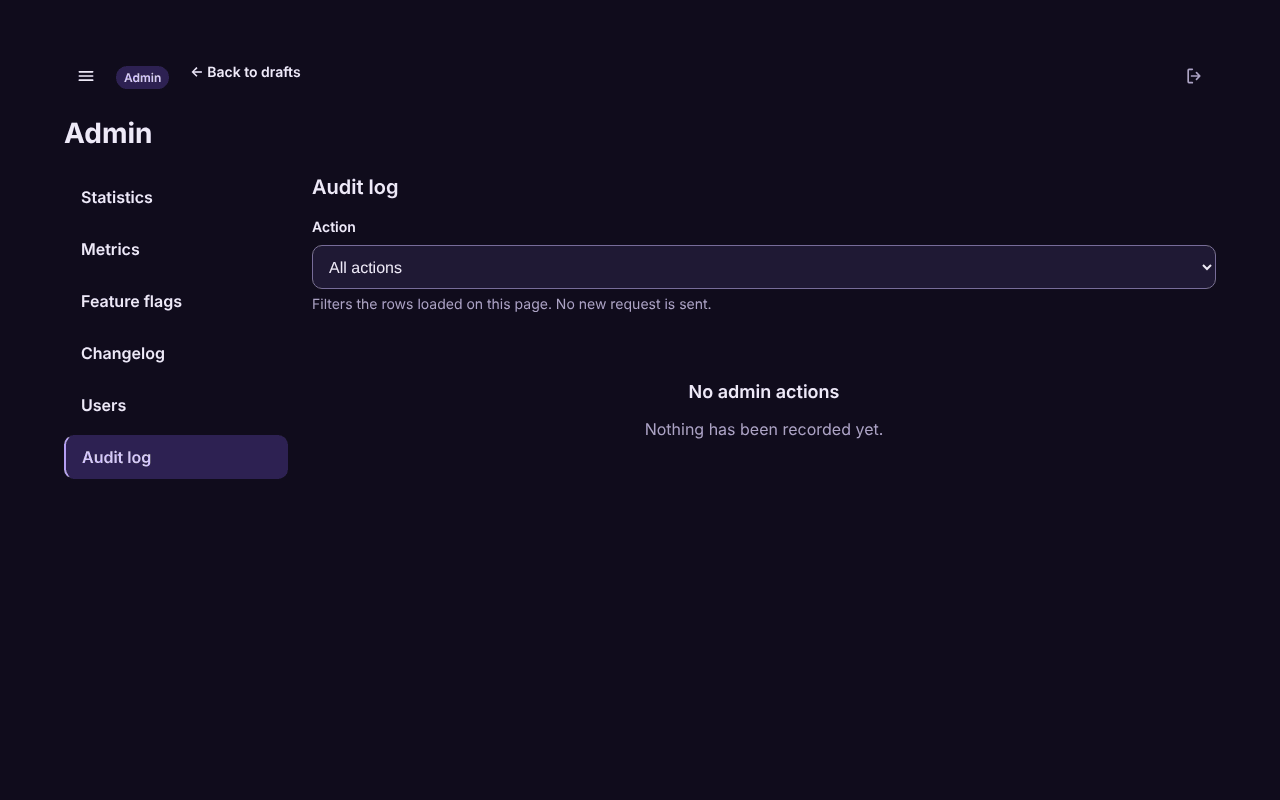 Admin
← Back to drafts
Admin
Statistics
Metrics
Feature flags
Changelog
Users
Audit log
Audit log
Action
All actions
Filters the rows loaded on this page. No new request is sent.
No admin actions
Nothing has been recorded yet.